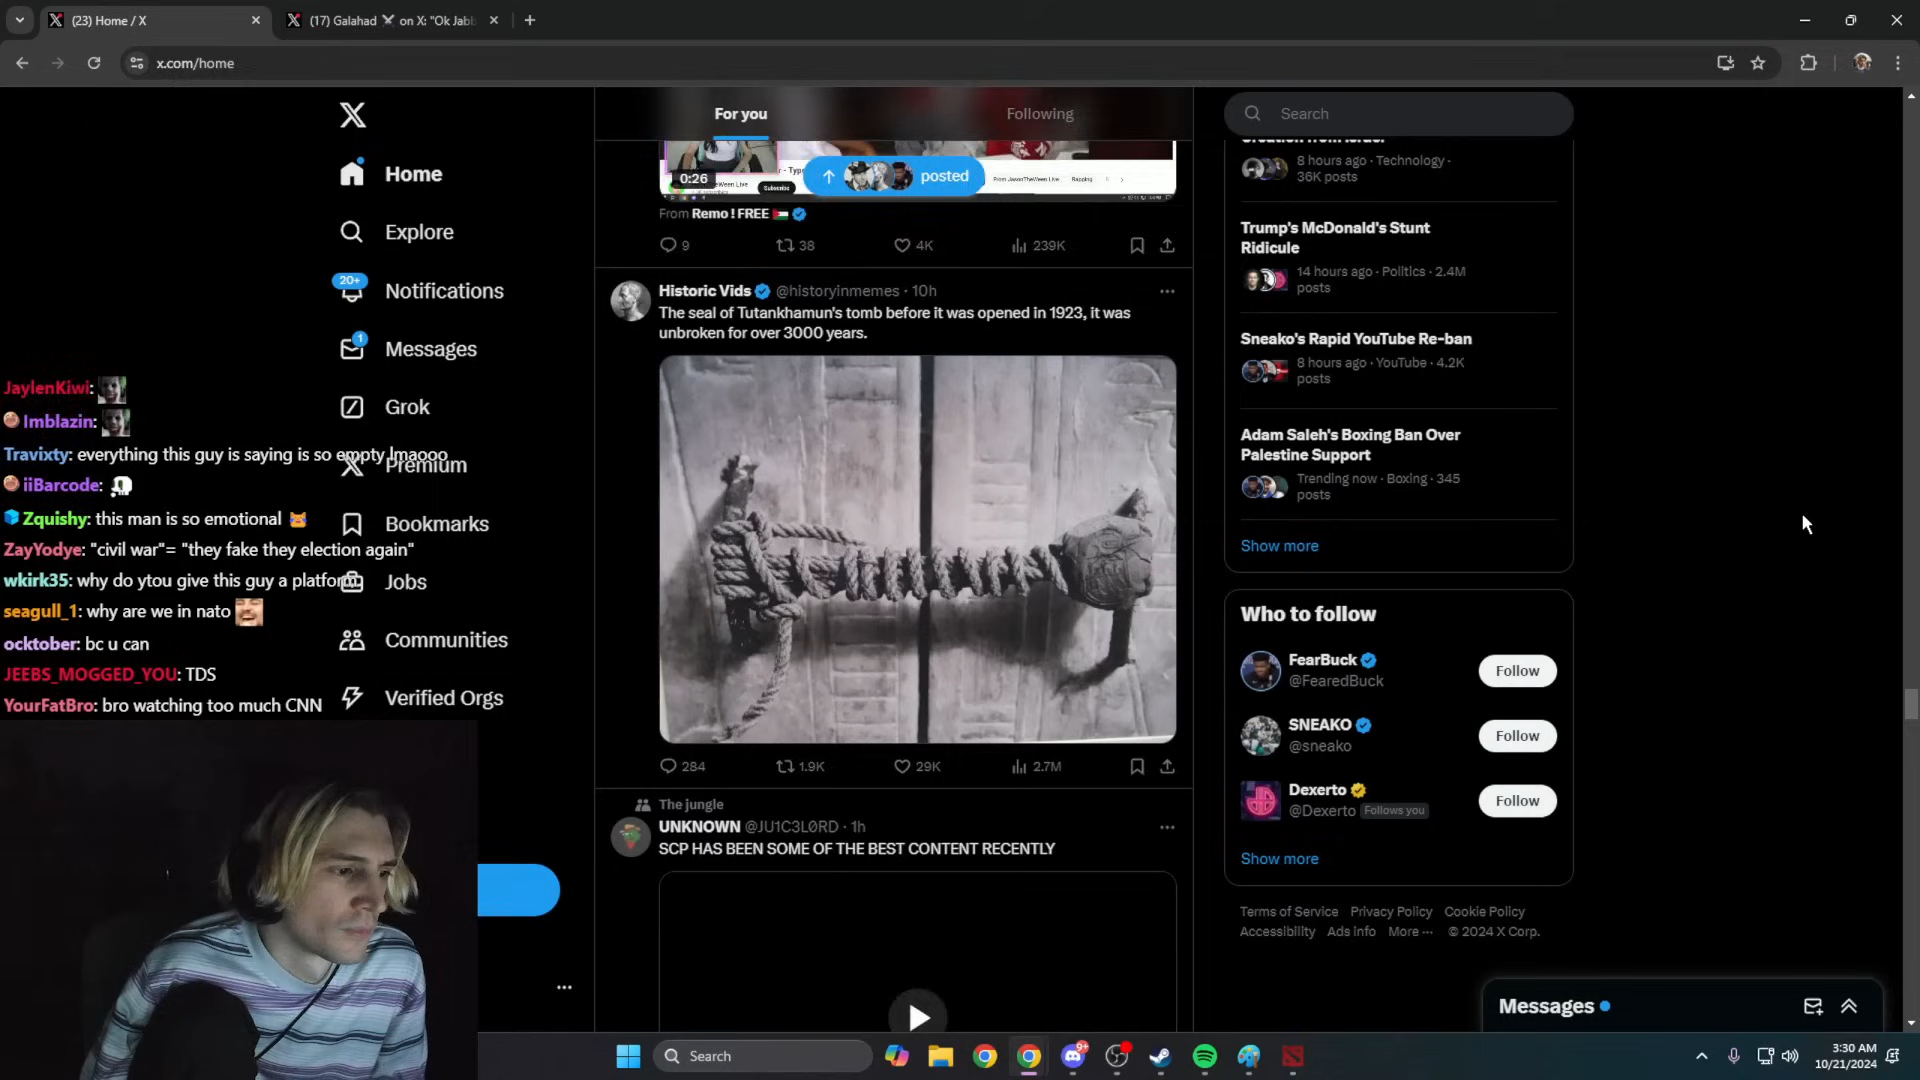 (23) Home / X
(17) Galahad ⚔ on X: "Ok Jabb
x.com/home
Home
Explore
20+
Notifications
1
Messages
Grok
Premium
Bookmarks
Jobs
Communities
Verified Orgs
JaylenKiwi:
Imblazin:
Travixty: everything this guy is saying is so empty lmaooo
iiBarcode:
Zquishy: this man is so emotional
ZayYodye: "civil war"= "they fake they election again"
wkirk35: why do ytou give this guy a platform
seagull_1: why are we in nato
ocktober: bc u can
JEEBS_MOGGED_YOU: TDS
YourFatBro: bro watching too much CNN
For you
Following
posted
0:26
TheWeen Live
Subscribe
From JasonTheWeen Live
Rapping
From Remo ! FREE 🇵🇸
9
38
4K
239K
Historic Vids @historyinmemes · 10h
The seal of Tutankhamun's tomb before it was opened in 1923, it was
unbroken for over 3000 years.
284
1.9K
29K
2.7M
The jungle
UNKNOWN @JU1C3L0RD · 1h
SCP HAS BEEN SOME OF THE BEST CONTENT RECENTLY
Search
8 hours ago · Technology ·
36K posts
Trump's McDonald's Stunt
Ridicule
14 hours ago · Politics · 2.4M
posts
Sneako's Rapid YouTube Re-ban
8 hours ago · YouTube · 4.2K
posts
Adam Saleh's Boxing Ban Over
Palestine Support
Trending now · Boxing · 345
posts
Show more
Who to follow
FearBuck
@FearedBuck
Follow
SNEAKO
@sneako
Follow
Dexerto
@Dexerto Follows you
Follow
Show more
Terms of Service Privacy Policy Cookie Policy
Accessibility Ads info More ··· © 2024 X Corp.
Messages
Search
9+
3:30 AM
10/21/2024